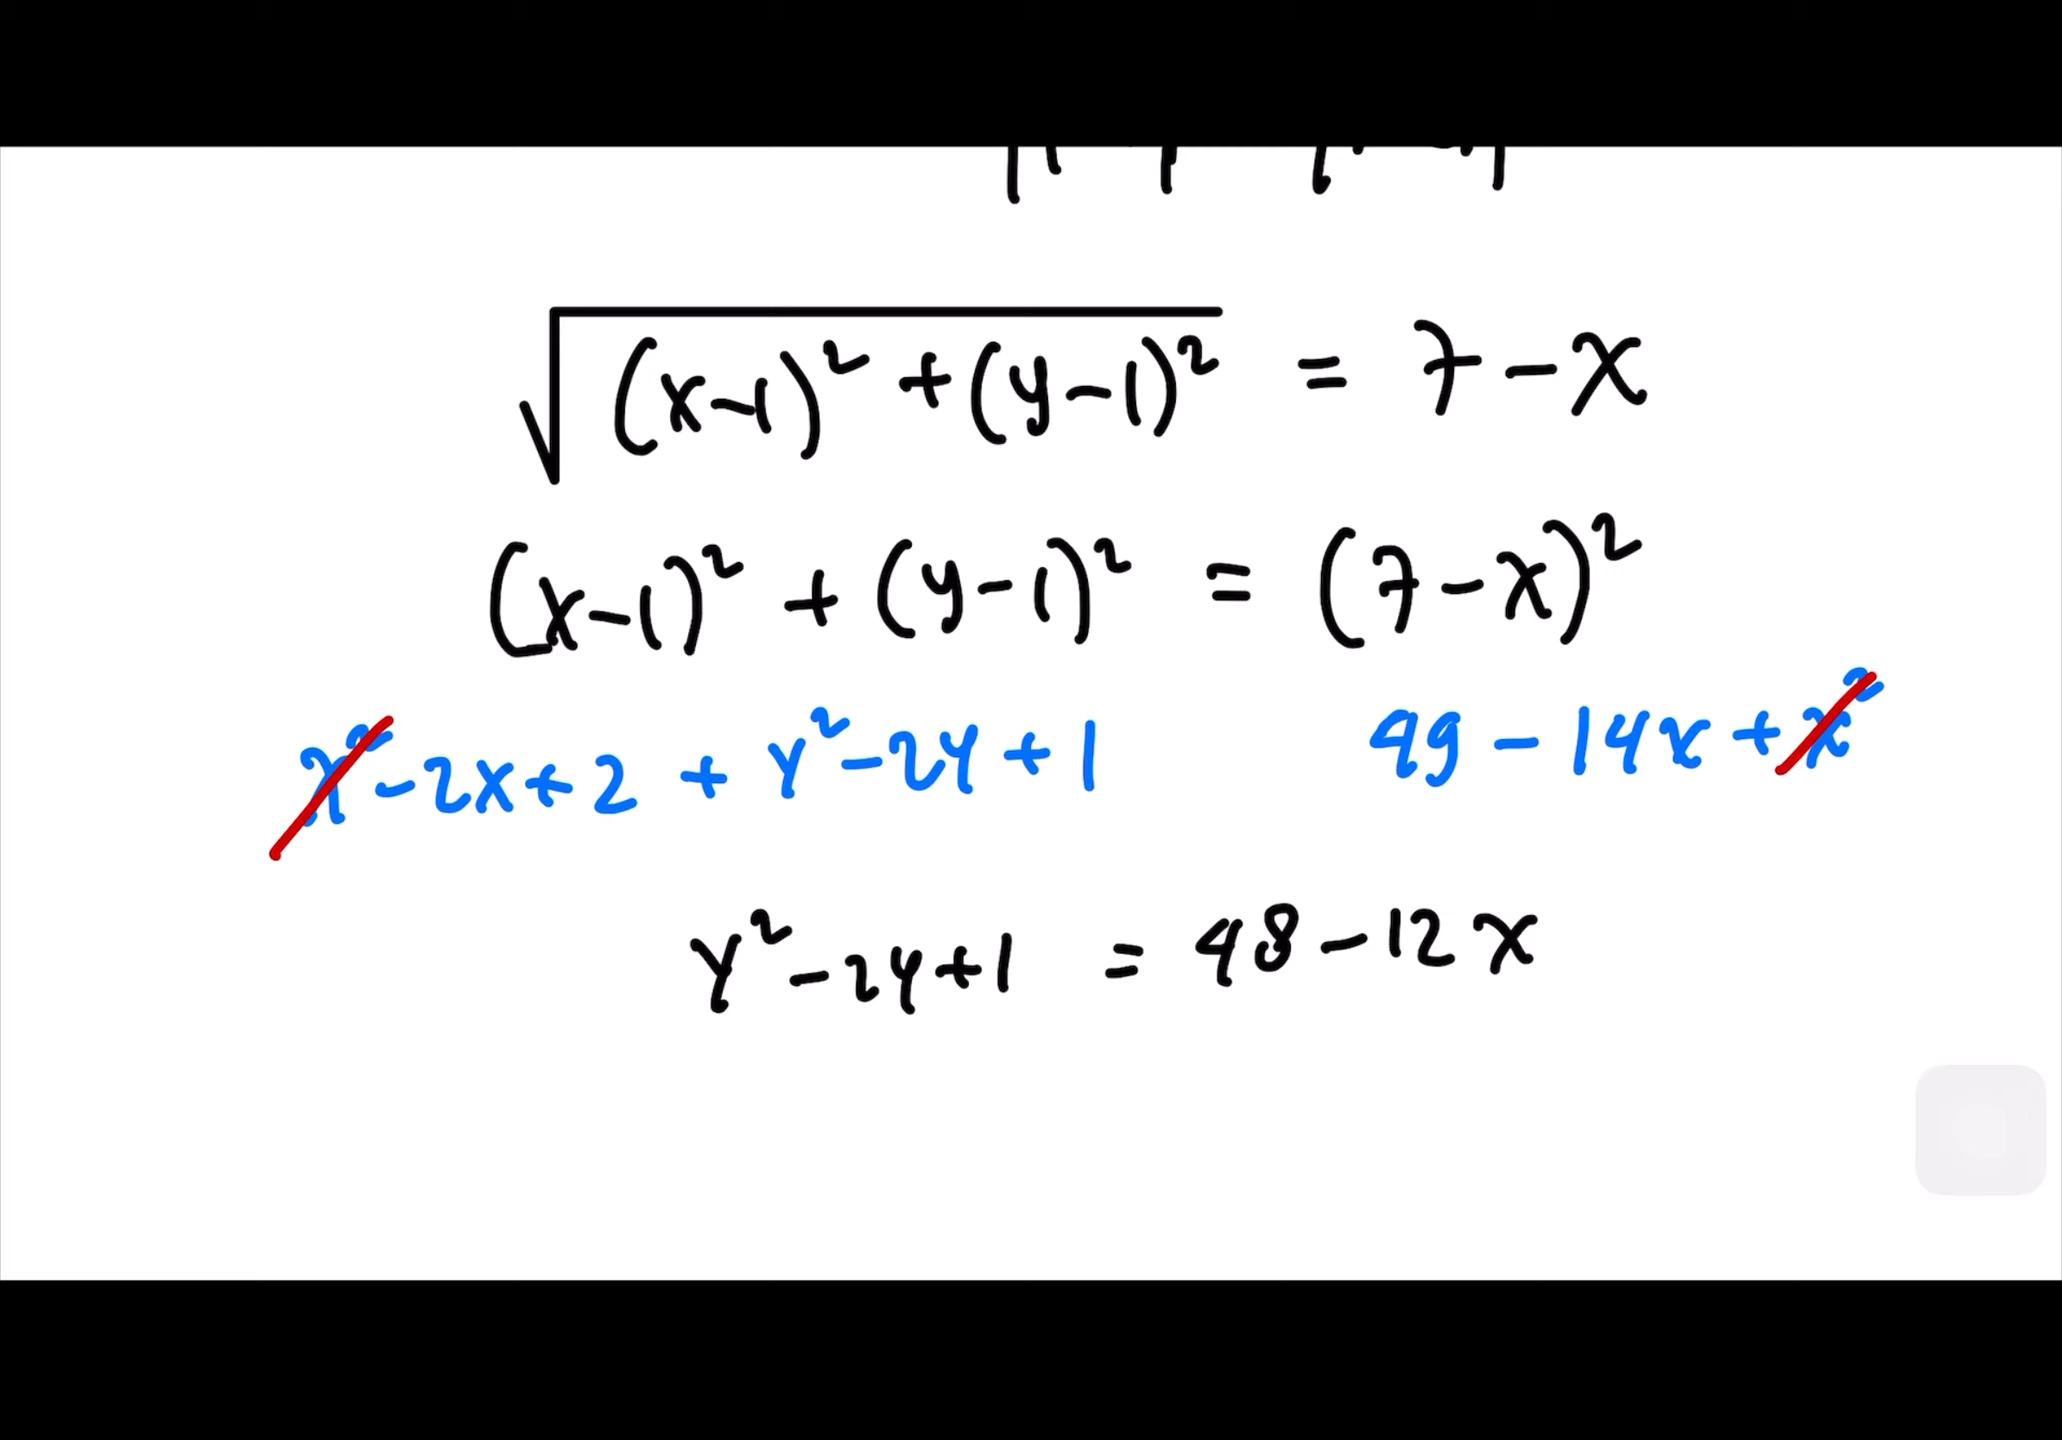 √((x-1)² + (y-1)²) = 7 - x
(x-1)² + (y-1)² = (7 - x)²
x² - 2x + 2 + y² - 2y + 1 49 - 14x + x²
y² - 2y + 1 = 48 - 12x